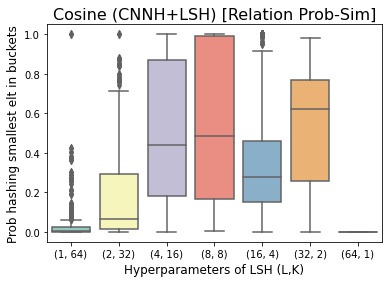 Cosine (CNNH+LSH) [Relation Prob-Sim]
Prob hashing smallest elt in buckets
1.0
0.8
0.6
0.4
0.2
0.0
(1, 64) (2, 32) (4, 16) (8, 8) (16, 4) (32, 2) (64, 1)
Hyperparameters of LSH (L,K)